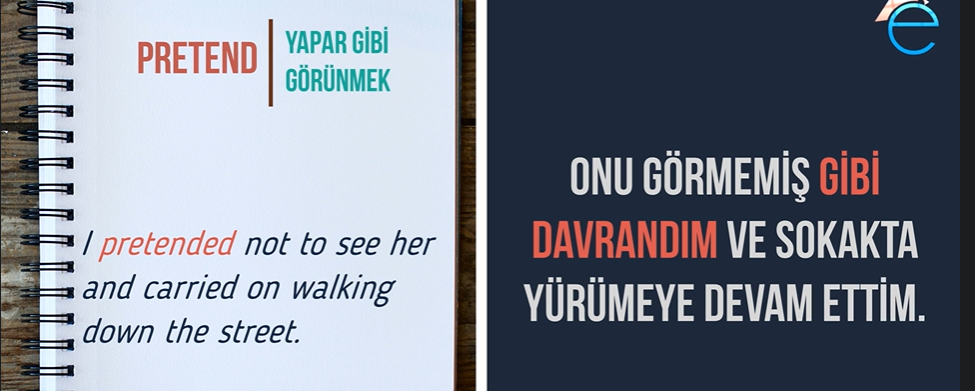 PRETEND
YAPAR GİBİ
GÖRÜNMEK
I pretended not to see her
and carried on walking
down the street.
e
ONU GÖRMEMİŞ GİBİ
DAVRANDIM VE SOKAKTA
YÜRÜMEYE DEVAM ETTİM.